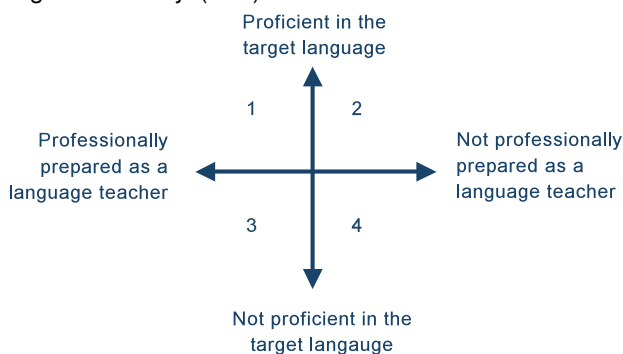 Proficient in the
target language
1
2
Professionally
prepared as a
language teacher
Not professionally
prepared as a
language teacher
3
4
Not proficient in the
target langauge